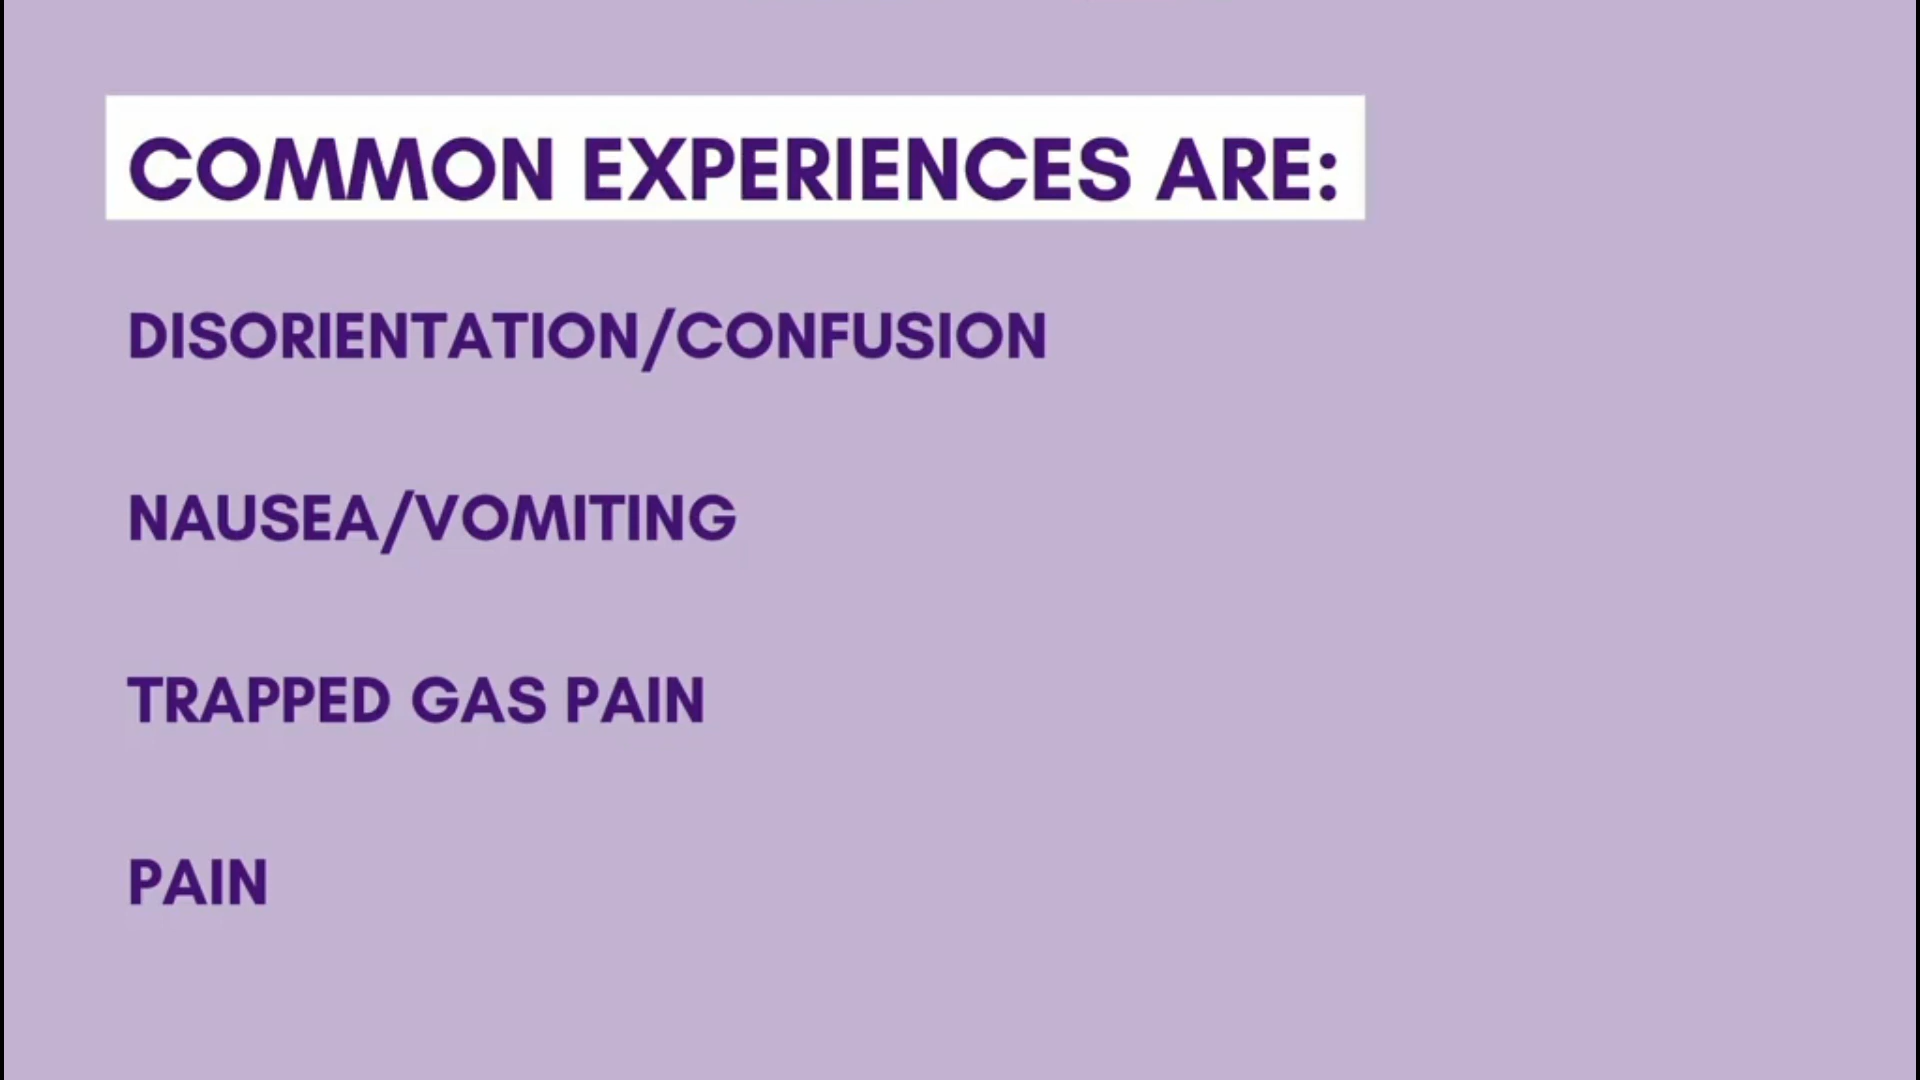 COMMON EXPERIENCES ARE:
DISORIENTATION/CONFUSION
NAUSEA/VOMITING
TRAPPED GAS PAIN
PAIN